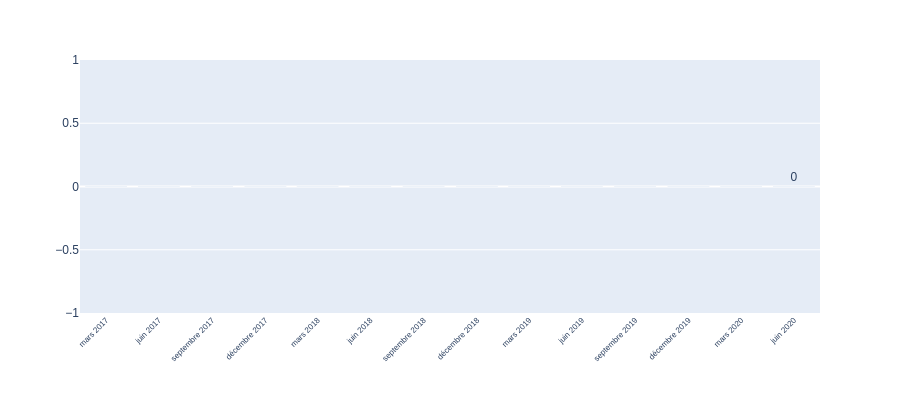 1
0.5
0
0
−0.5
−1
mars 2017
juin 2017
septembre 2017
décembre 2017
mars 2018
juin 2018
septembre 2018
décembre 2018
mars 2019
juin 2019
septembre 2019
décembre 2019
mars 2020
juin 2020